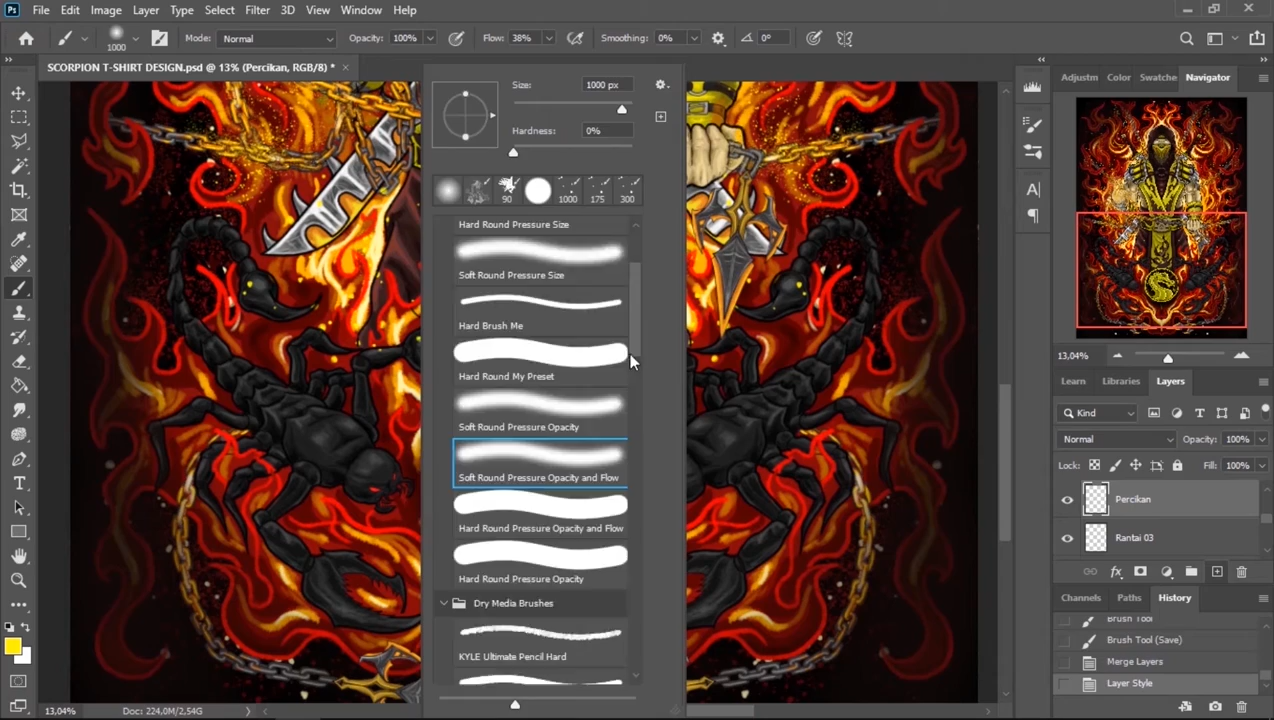 Ps File Edit Image Layer Type Select Filter 3D View Window Help
1000 Mode: Normal Opacity: 100% Flow: 38% Smoothing: 0% 0°
SCORPION T-SHIRT DESIGN.psd @ 13% (Percikan, RGB/8) * ×
Size: 1000 px
Hardness: 0%
90 1000 175 300
Hard Round Pressure Size
Soft Round Pressure Size
Hard Brush Me
Hard Round My Preset
Soft Round Pressure Opacity
Soft Round Pressure Opacity and Flow
Hard Round Pressure Opacity and Flow
Hard Round Pressure Opacity
Dry Media Brushes
KYLE Ultimate Pencil Hard
Adjustm Color Swatche Navigator
13,04%
Learn Libraries Layers
Kind
Normal Opacity: 100%
Lock: Fill: 100%
Percikan
Rantai 03
fx
Channels Paths History
Brush Tool
Brush Tool (Save)
Merge Layers
Layer Style
13,04% Doc: 224,0M/2,54G